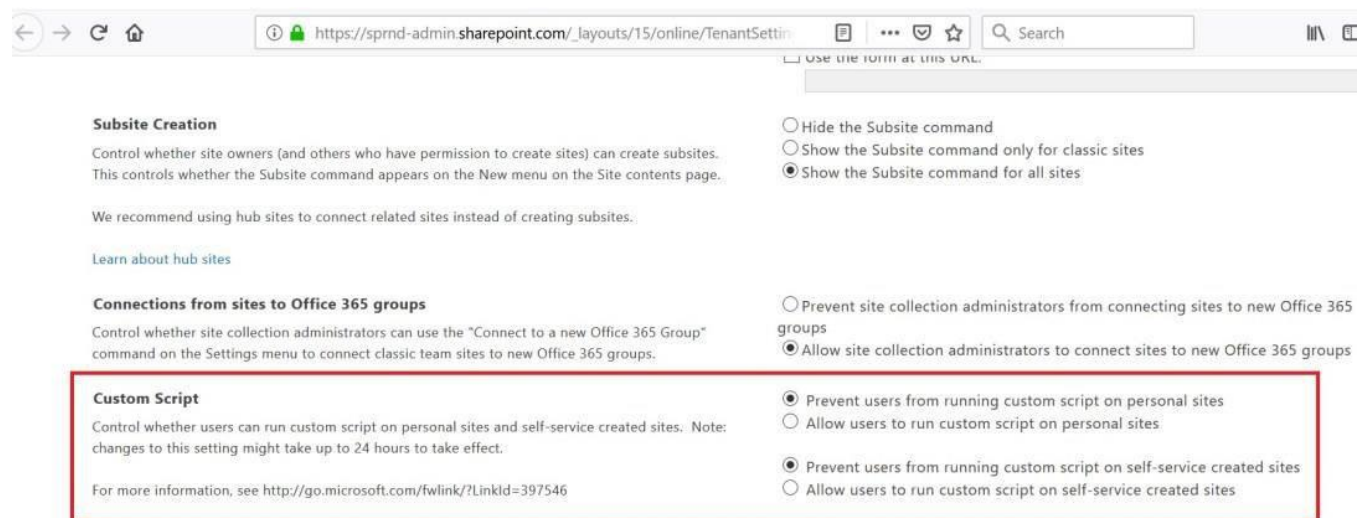 https://sprnd-admin.sharepoint.com/_layouts/15/online/TenantSettin
Search
Use the form at this URL:
Subsite Creation
Control whether site owners (and others who have permission to create sites) can create subsites.
This controls whether the Subsite command appears on the New menu on the Site contents page.
We recommend using hub sites to connect related sites instead of creating subsites.
Learn about hub sites
Hide the Subsite command
Show the Subsite command only for classic sites
Show the Subsite command for all sites
Connections from sites to Office 365 groups
Control whether site collection administrators can use the "Connect to a new Office 365 Group"
command on the Settings menu to connect classic team sites to new Office 365 groups.
Prevent site collection administrators from connecting sites to new Office 365
groups
Allow site collection administrators to connect sites to new Office 365 groups
Custom Script
Control whether users can run custom script on personal sites and self-service created sites. Note:
changes to this setting might take up to 24 hours to take effect.
For more information, see http://go.microsoft.com/fwlink/?LinkId=397546
Prevent users from running custom script on personal sites
Allow users to run custom script on personal sites
Prevent users from running custom script on self-service created sites
Allow users to run custom script on self-service created sites